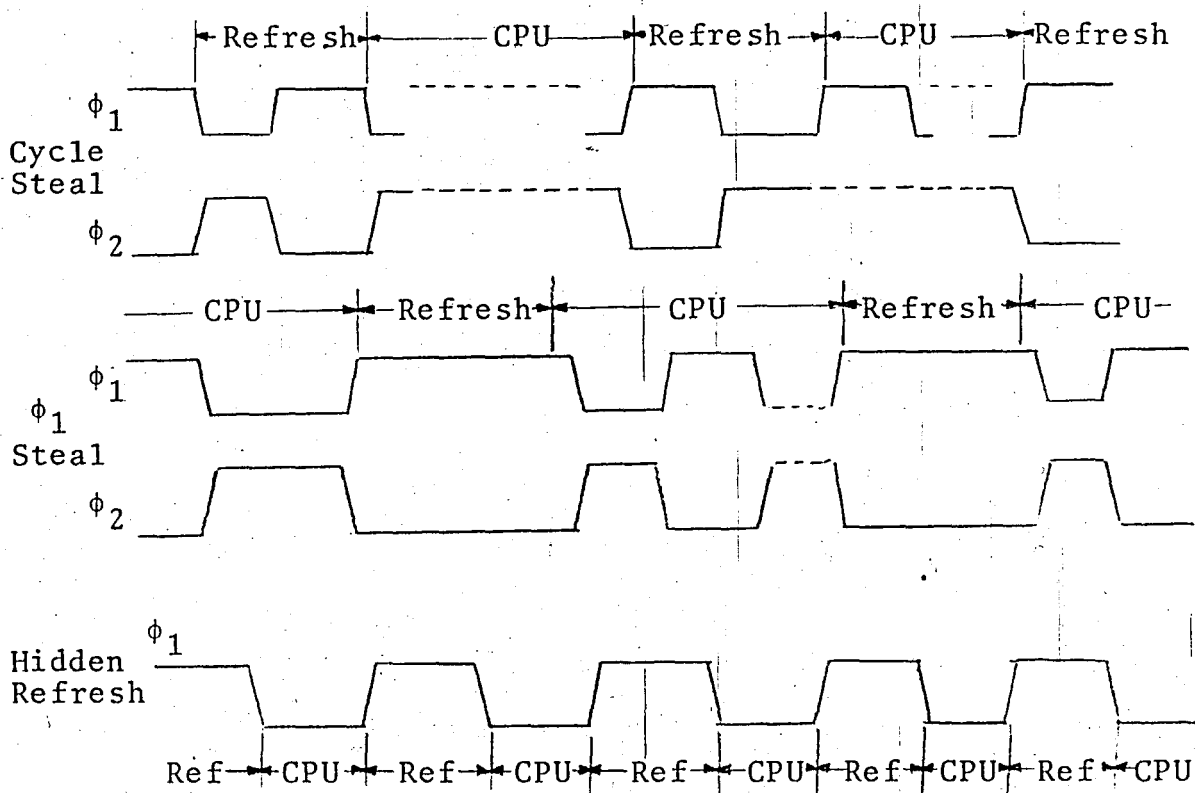 Refresh CPU Refresh CPU Refresh
ϕ1
Cycle
Steal
ϕ2
CPU Refresh CPU Refresh CPU
ϕ1
ϕ1
Steal
ϕ2
ϕ1
Hidden
Refresh
Ref CPU Ref CPU Ref CPU Ref CPU Ref CPU